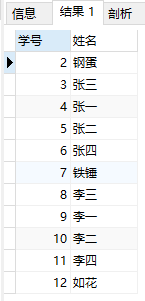 信息 结果 1 剖析
学号 姓名
2 钢蛋
3 张三
4 张一
5 张二
6 张四
7 铁锤
8 李三
9 李一
10 李二
11 李四
12 如花